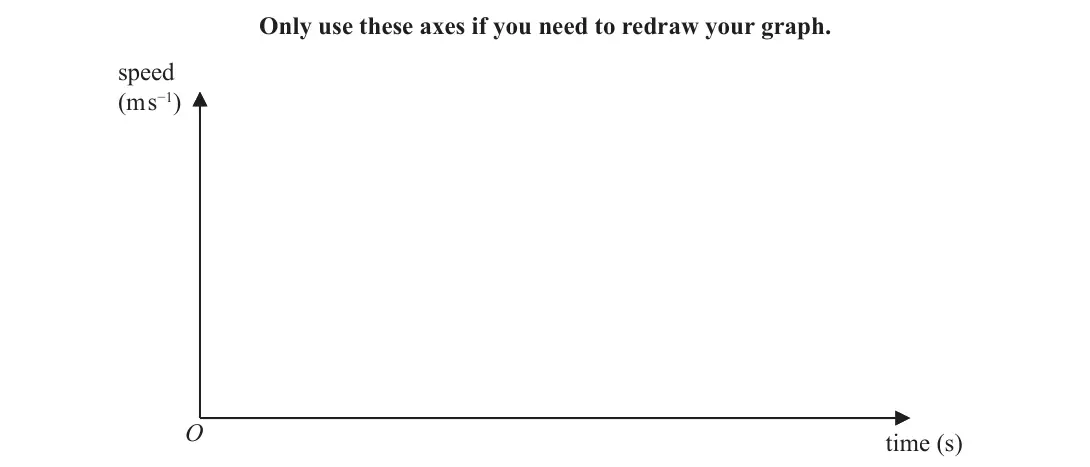 Only use these axes if you need to redraw your graph.
speed
(m s⁻¹)
O
time (s)